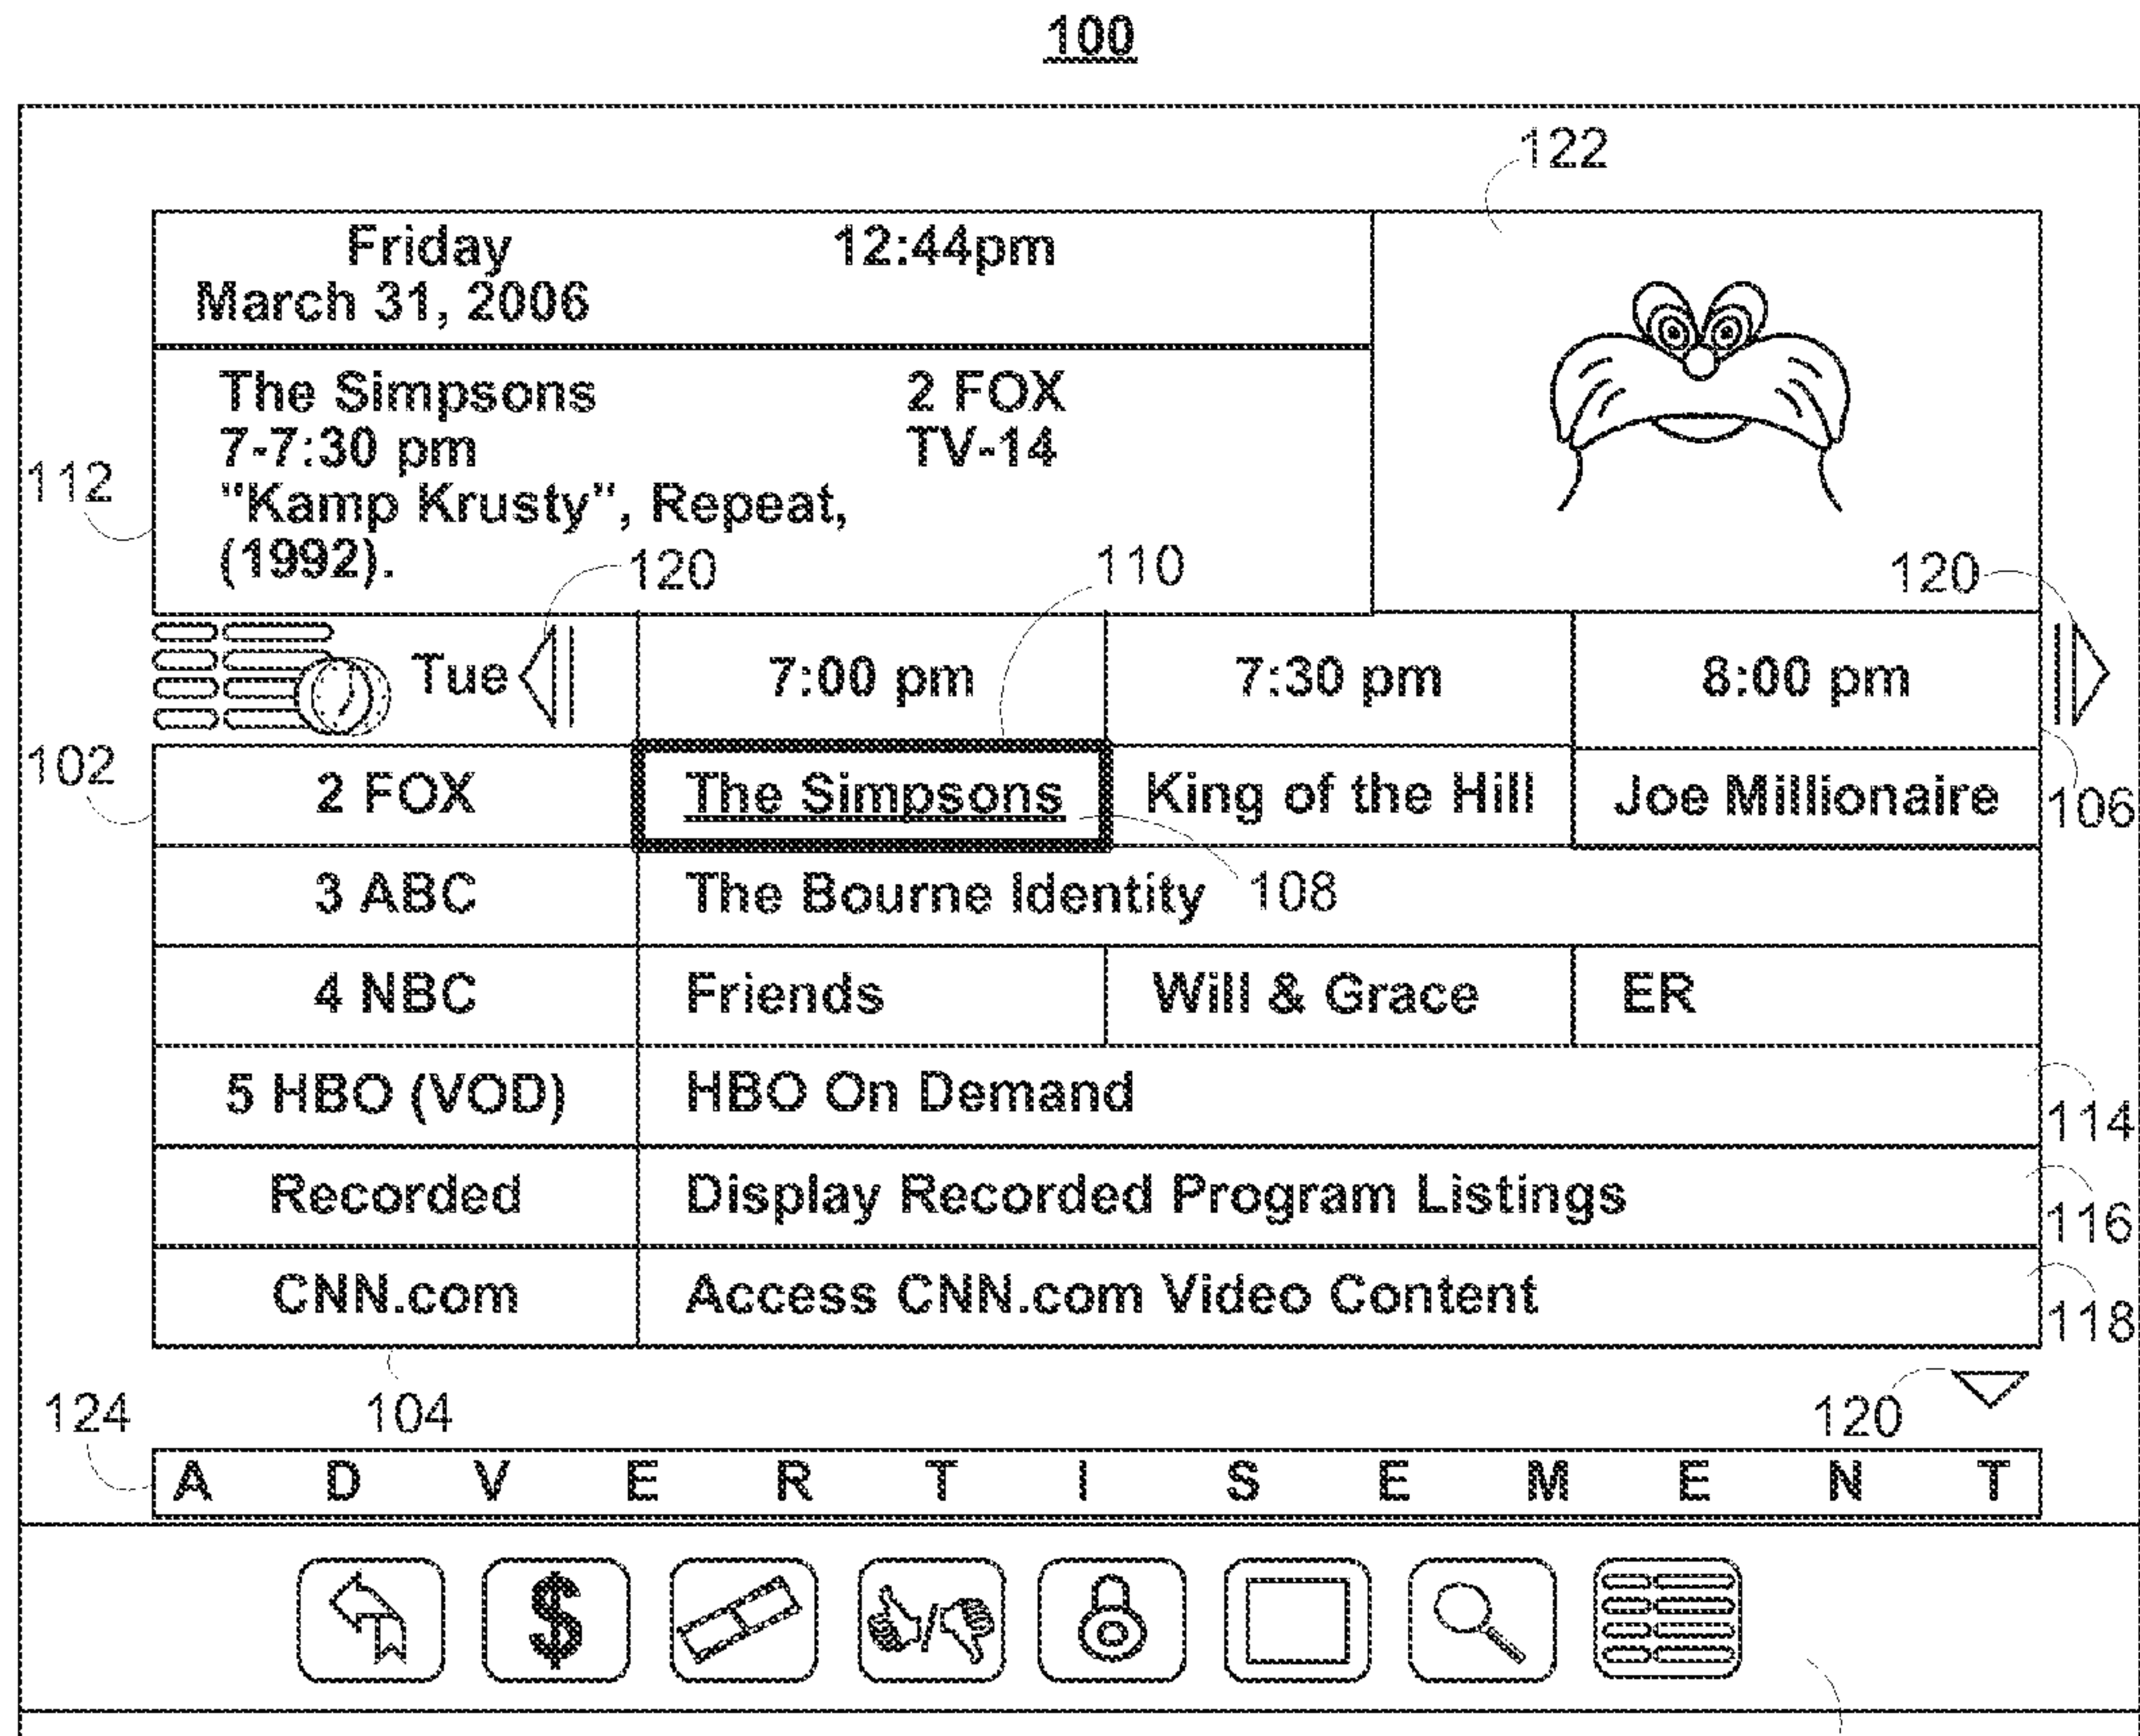 100
122
Friday 12:44pm
March 31, 2006
The Simpsons 2 FOX
7-7:30 pm TV-14
112
"Kamp Krusty", Repeat,
(1992).
120 110 120
Tue 7:00 pm 7:30 pm 8:00 pm
102
2 FOX The Simpsons King of the Hill Joe Millionaire 106
3 ABC The Bourne Identity 108
4 NBC Friends Will & Grace ER
5 HBO (VOD) HBO On Demand 114
Recorded Display Recorded Program Listings 116
CNN.com Access CNN.com Video Content 118
124 104 120
A D V E R T I S E M E N T
$
/